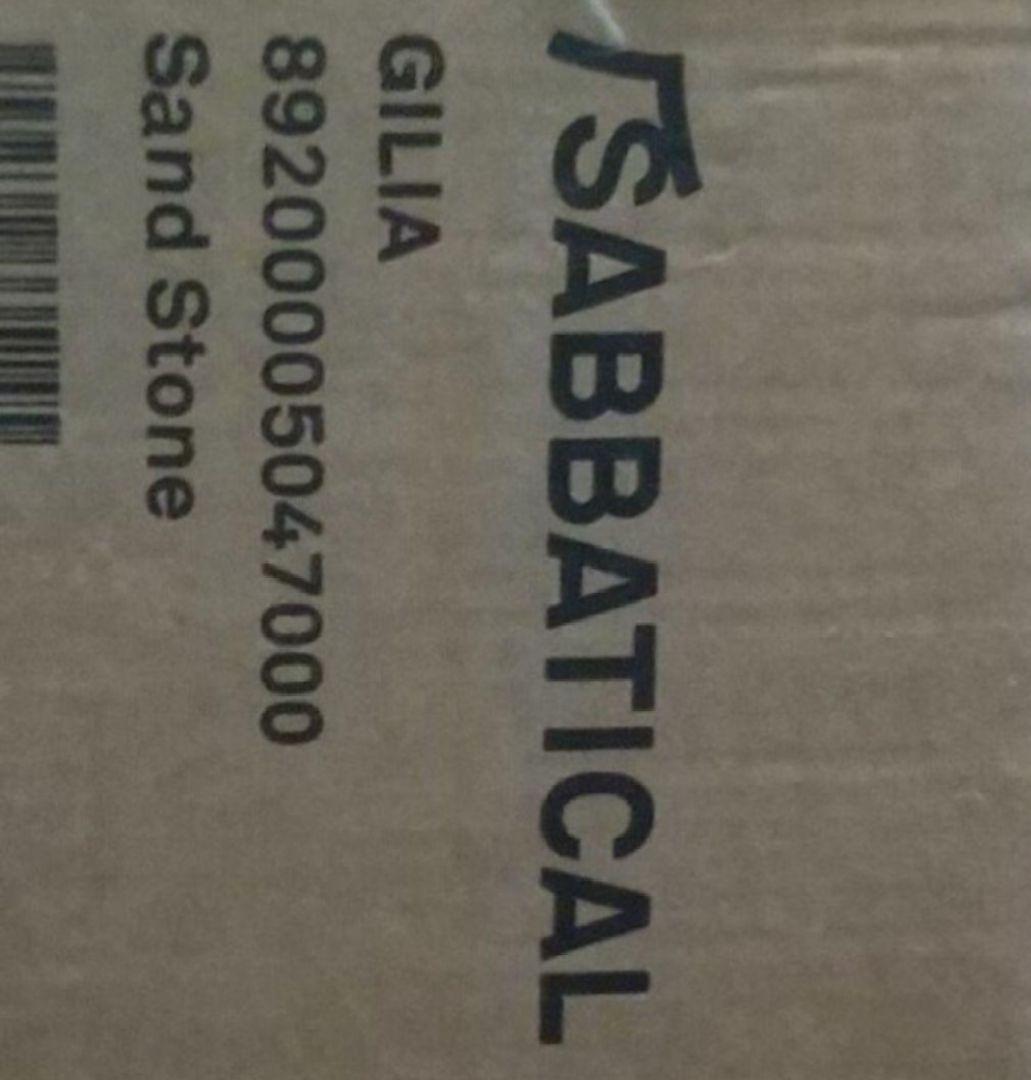 SABBATICAL
GILIA
89200005047000
Sand Stone